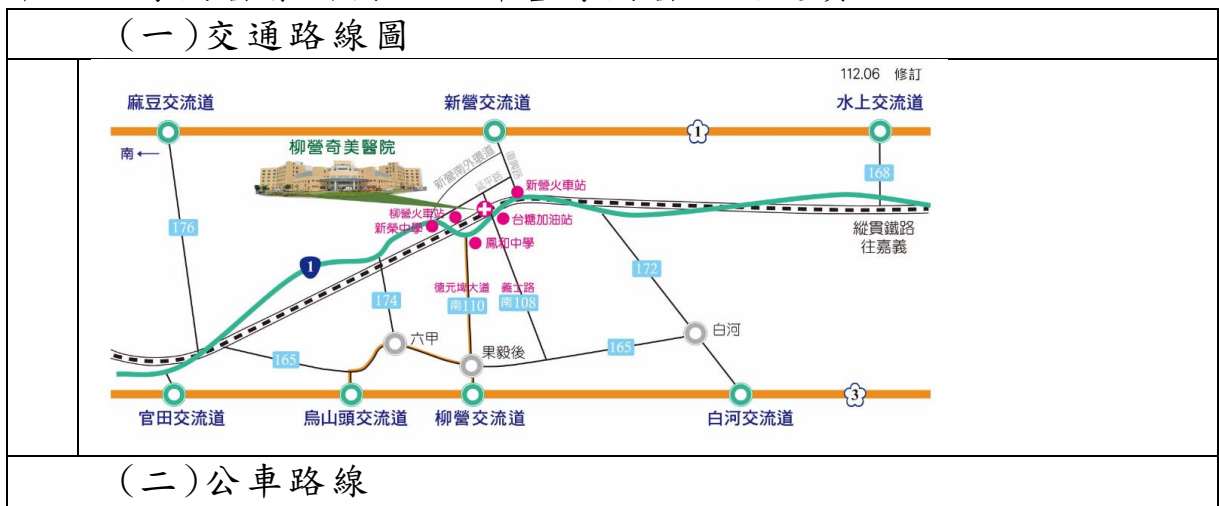 (一)交通路線圖
112.06 修訂
麻豆交流道
新營交流道
水上交流道
1
南←
柳營奇美醫院
新營南外環道
延平路
168
新營火車站
176
柳營火車站
台糖加油站
新榮中學
縱貫鐵路
往嘉義
鳳和中學
1
172
德元埤大道
義士路
174
南110
南108
六甲
白河
165
果毅後
165
3
官田交流道
烏山頭交流道
柳營交流道
白河交流道
(二)公車路線